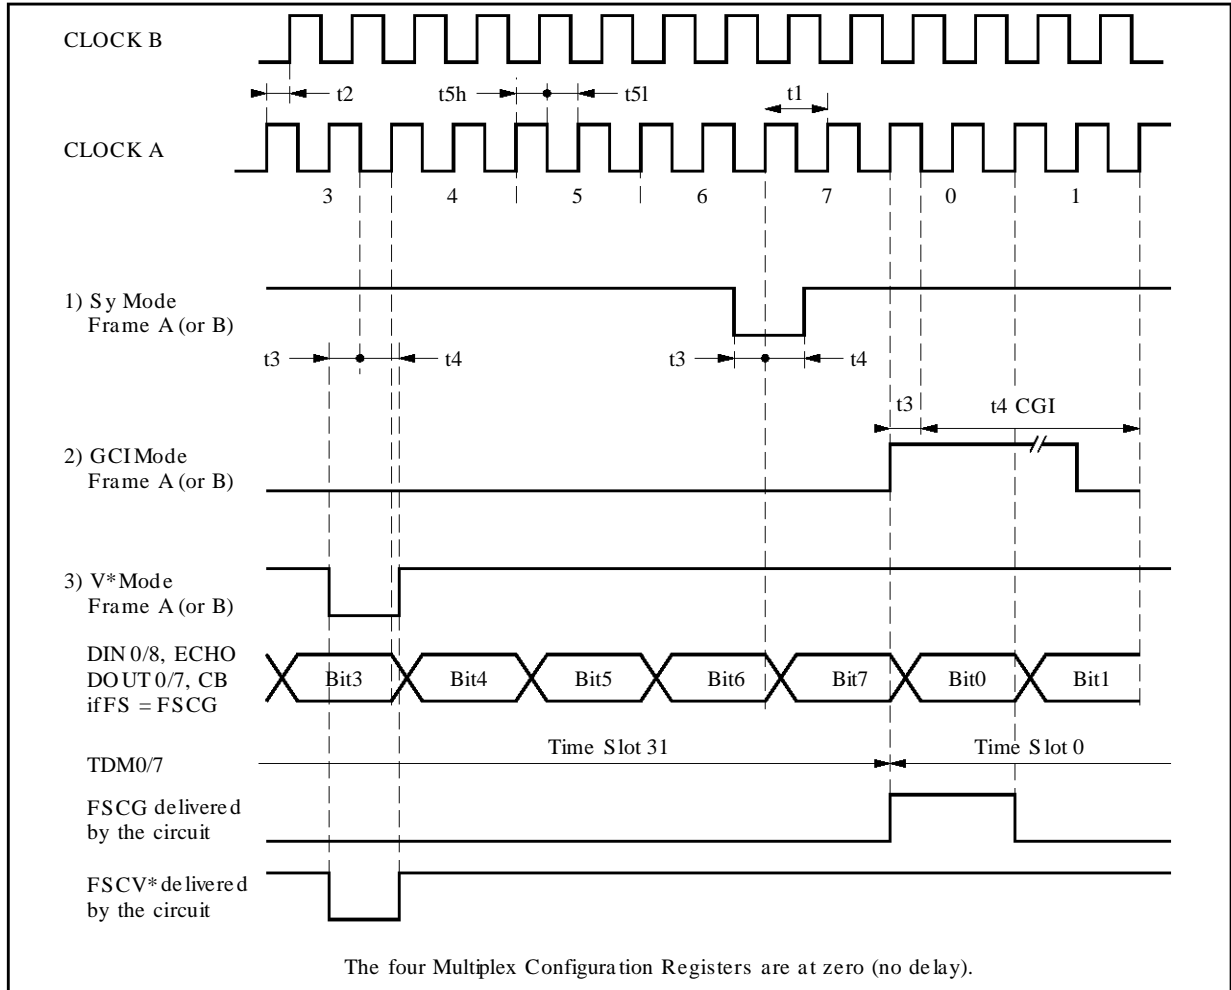 CLOCK B
t2
t5h
t5l
t1
CLOCK A
3 4 5 6 7 0 1
1) Sy Mode
Frame A (or B)
t3 t4 t3 t4
t3 t4 CGI
2) GCI Mode
Frame A (or B)
3) V* Mode
Frame A (or B)
DIN 0/8, ECHO
DOUT 0/7, CB
if FS = FSCG
Bit3 Bit4 Bit5 Bit6 Bit7 Bit0 Bit1
Time Slot 31 Time Slot 0
TDM0/7
FSCG delivered
by the circuit
FSCV* delivered
by the circuit
The four Multiplex Configuration Registers are at zero (no delay).